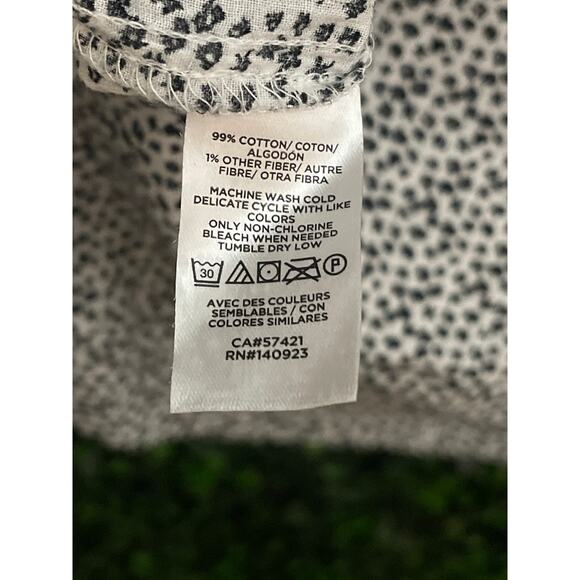 99% COTTON/ COTON/
ALGODÓN
1% OTHER FIBER/ AUTRE
FIBRE/ OTRA FIBRA
MACHINE WASH COLD
DELICATE CYCLE WITH LIKE
COLORS
ONLY NON-CHLORINE
BLEACH WHEN NEEDED
TUMBLE DRY LOW
30 P
AVEC DES COULEURS
SEMBLABLES / CON
COLORES SIMILARES
CA#57421
RN#140923